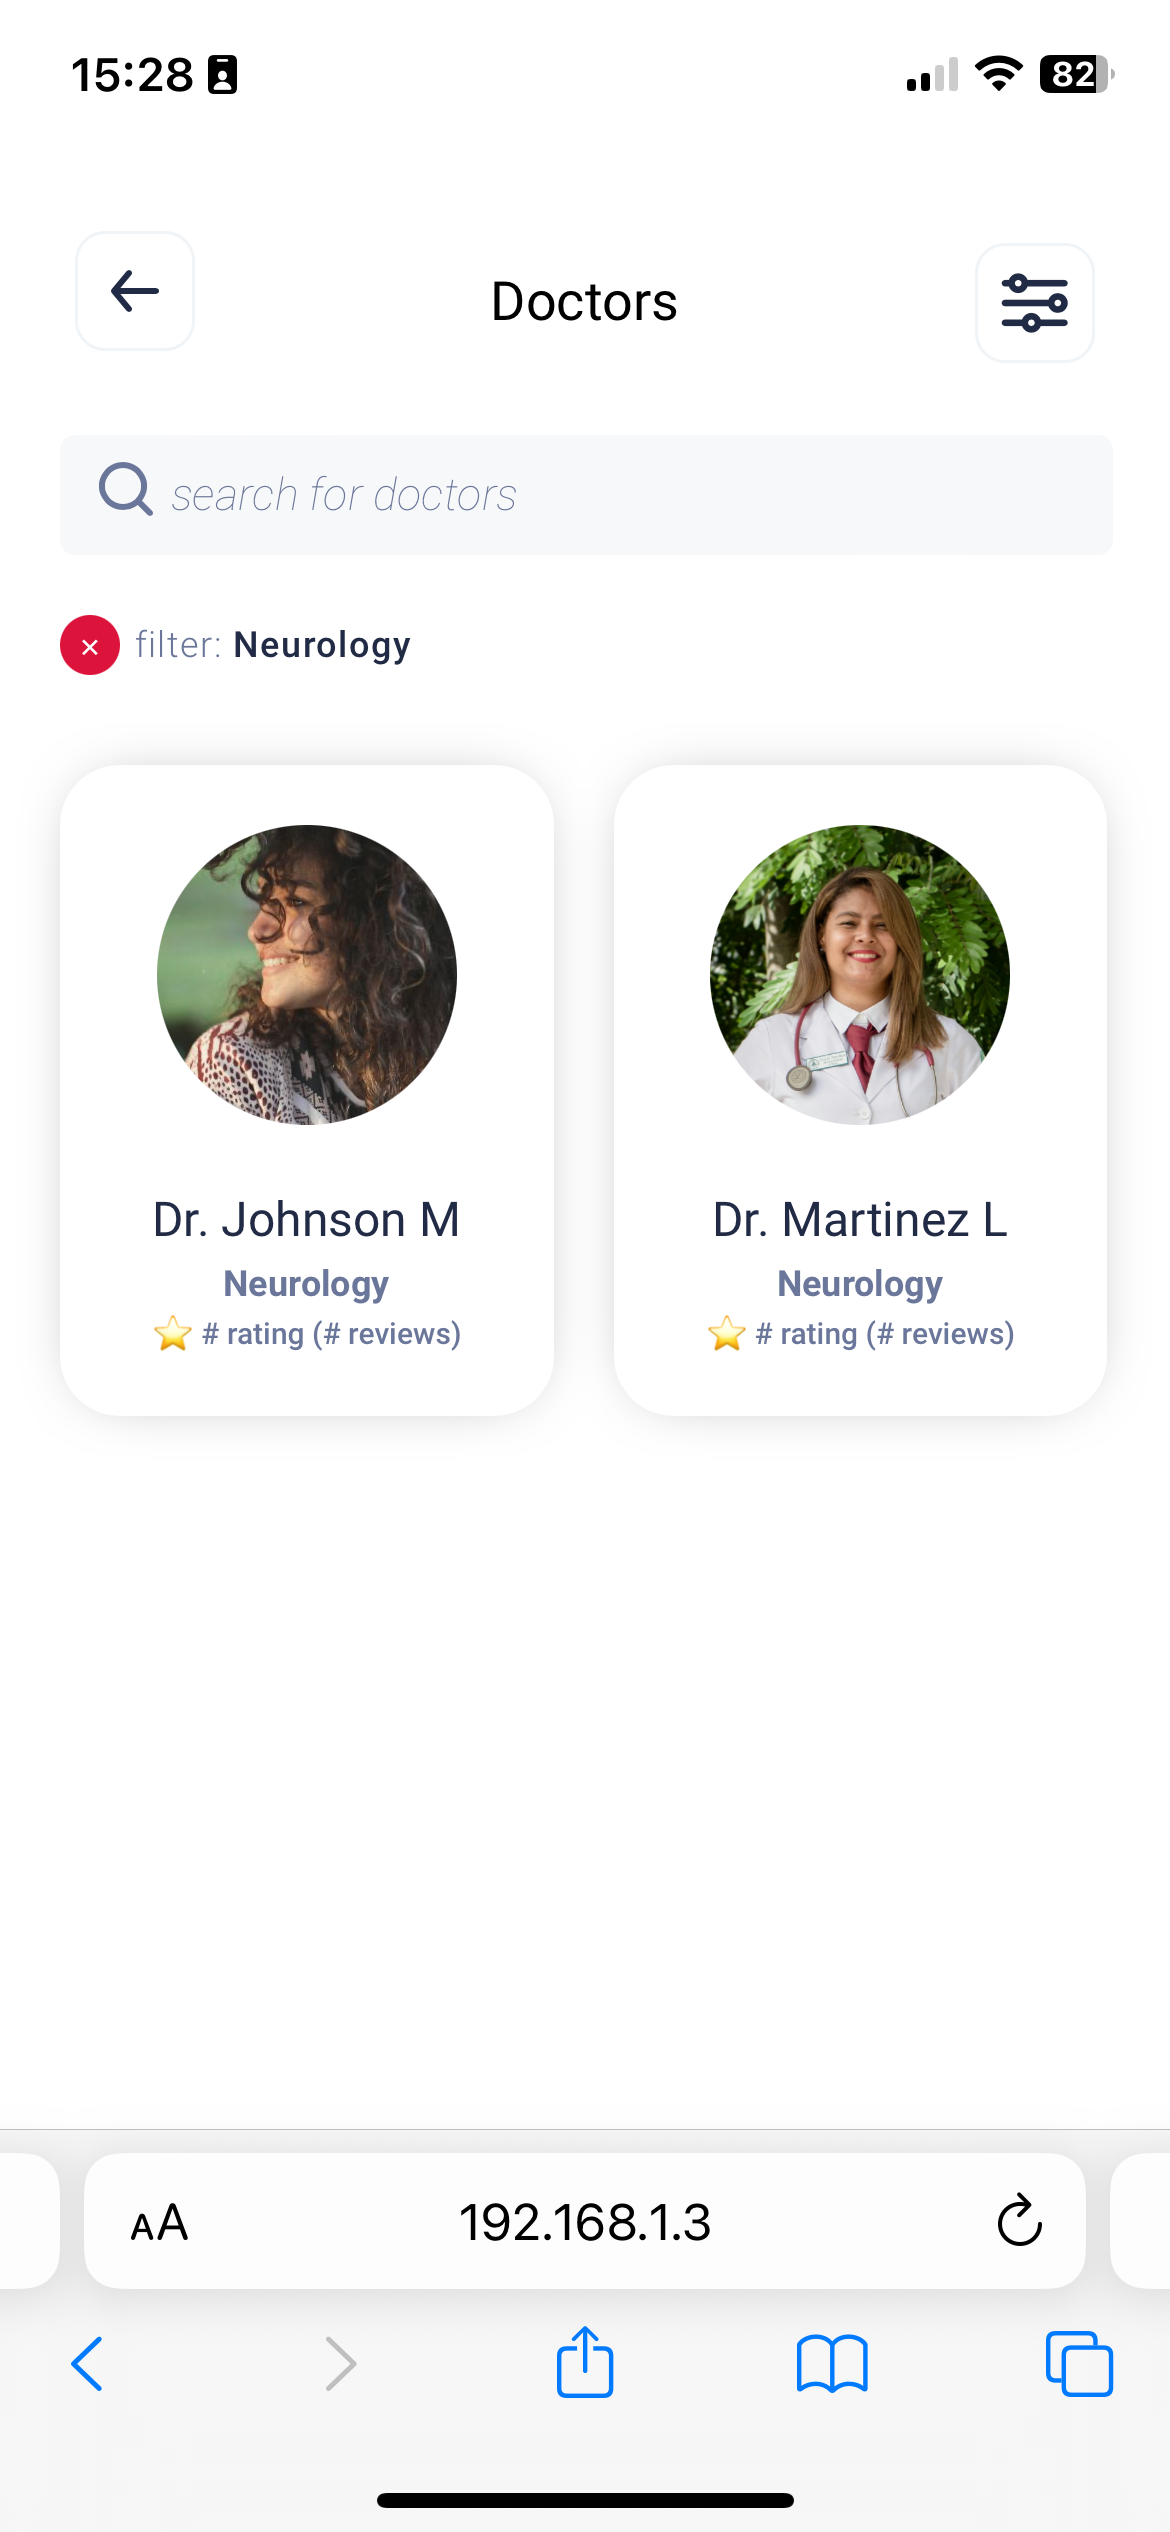 15:28
82
Doctors
search for doctors
× filter: Neurology
Dr. Johnson M
Neurology
⭐ # rating (# reviews)
Dr. Martinez L
Neurology
⭐ # rating (# reviews)
AA 192.168.1.3